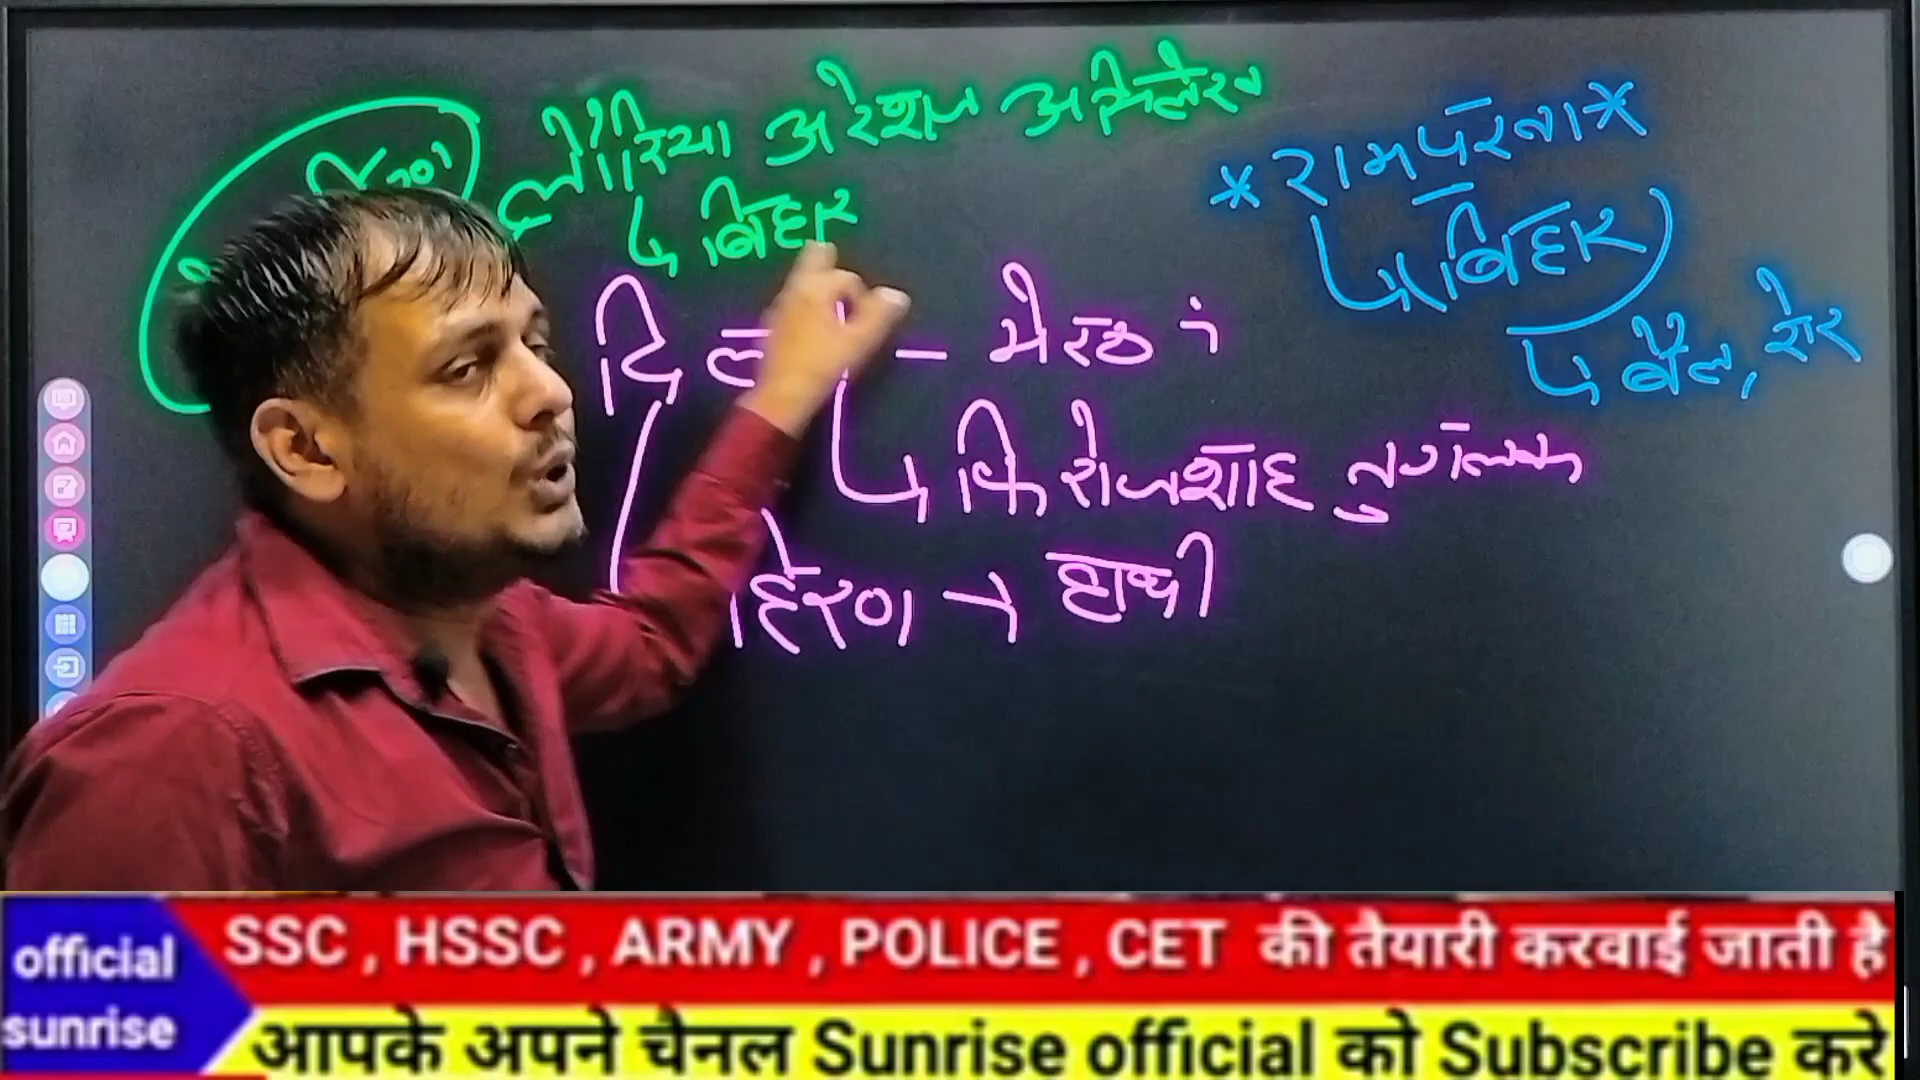 लौरिया अरेराज अभिलेख
बिहार
* रामपुरवा *
बिहार
बैल, शेर
- मेरठ
फिरोजशाह तुगलक
हिरण → हाथी
official
sunrise
SSC , HSSC , ARMY , POLICE , CET की तैयारी करवाई जाती है
आपके अपने चैनल Sunrise official को Subscribe करे